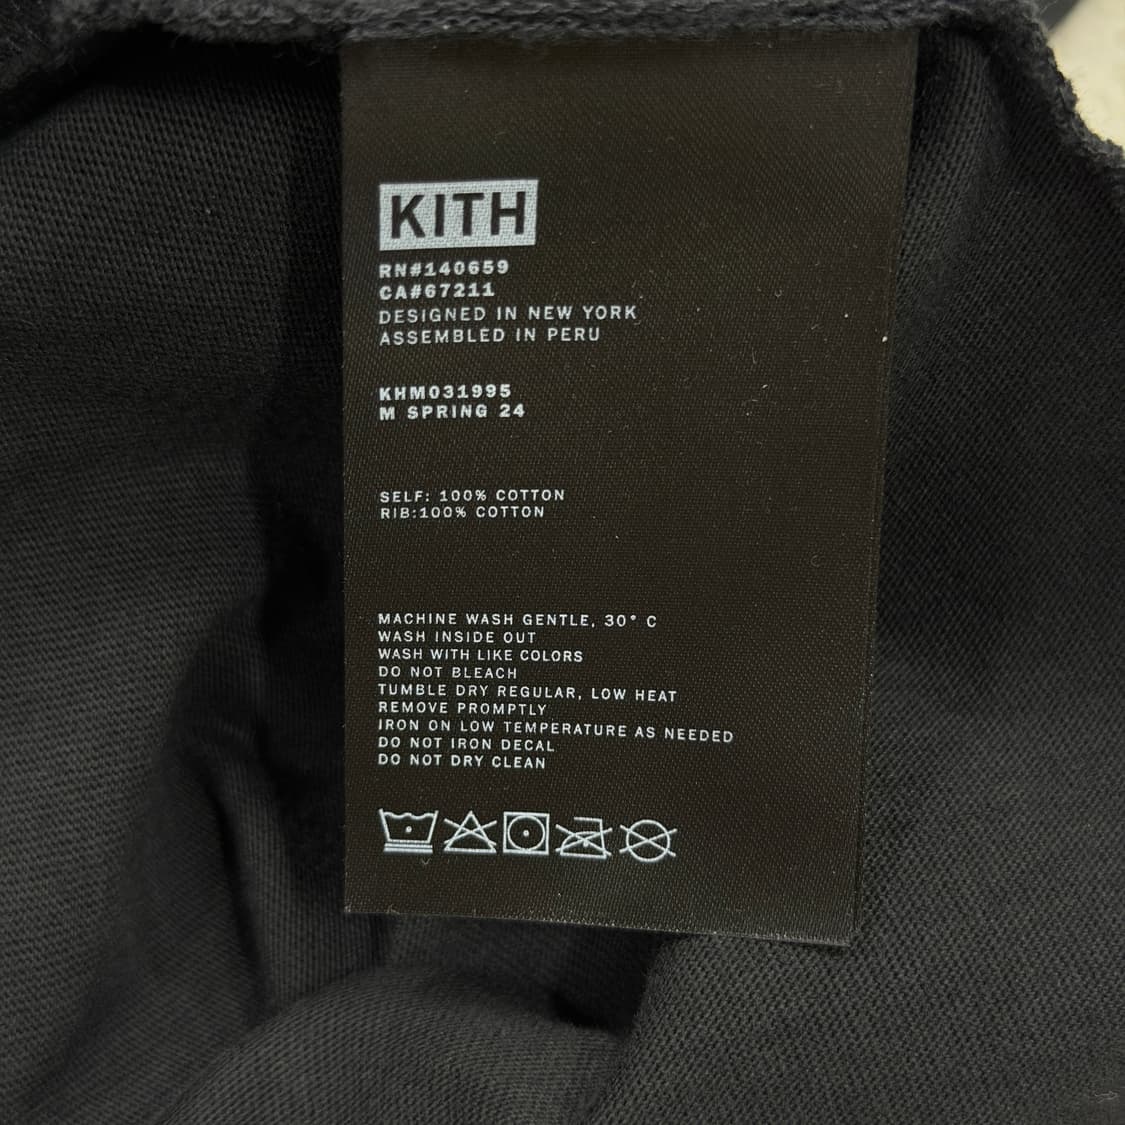 KITH
RN#140659
CA#67211
DESIGNED IN NEW YORK
ASSEMBLED IN PERU
KHM031995
M SPRING 24
SELF: 100% COTTON
RIB:100% COTTON
MACHINE WASH GENTLE, 30° C
WASH INSIDE OUT
WASH WITH LIKE COLORS
DO NOT BLEACH
TUMBLE DRY REGULAR, LOW HEAT
REMOVE PROMPTLY
IRON ON LOW TEMPERATURE AS NEEDED
DO NOT IRON DECAL
DO NOT DRY CLEAN